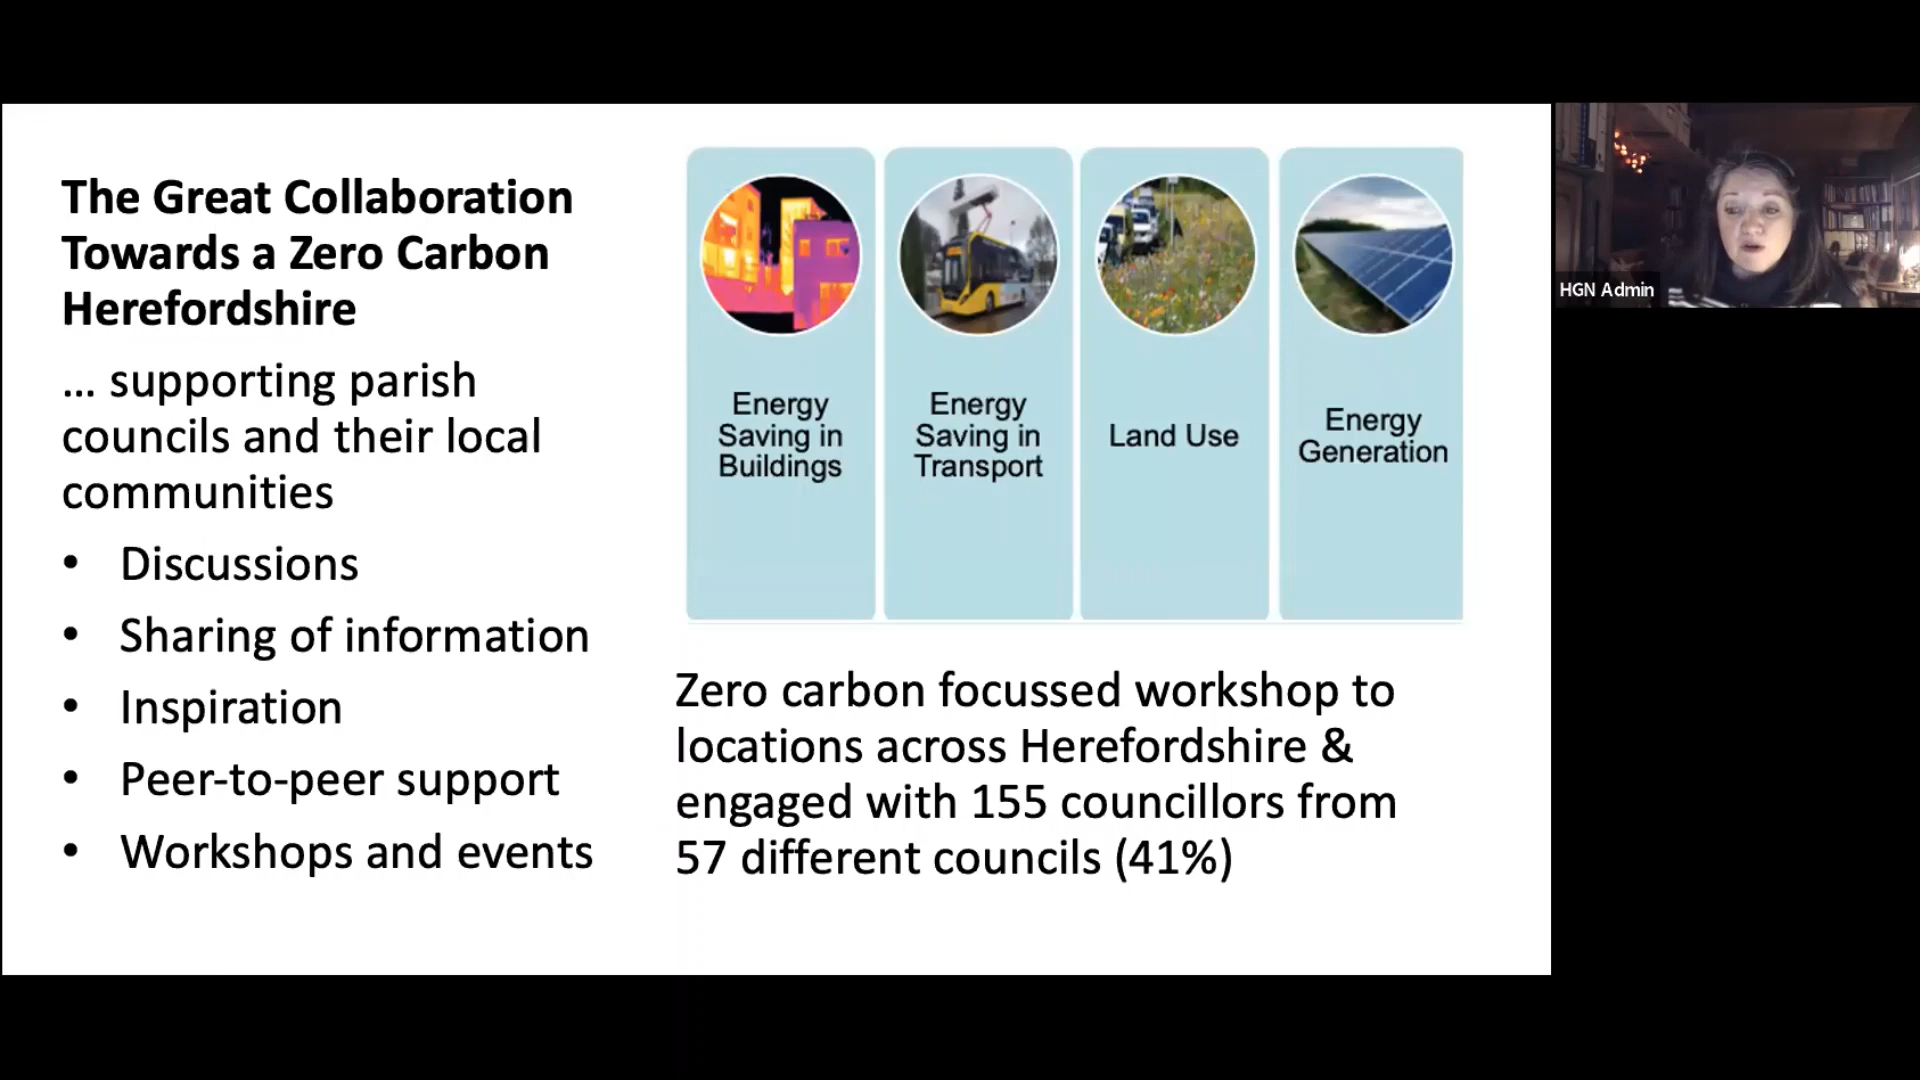 The Great Collaboration
Towards a Zero Carbon
Herefordshire
... supporting parish
councils and their local
communities
• Discussions
• Sharing of information
• Inspiration
• Peer-to-peer support
• Workshops and events
Energy
Saving in
Buildings
Energy
Saving in
Transport
Land Use
Energy
Generation
Zero carbon focussed workshop to
locations across Herefordshire &
engaged with 155 councillors from
57 different councils (41%)
HGN Admin